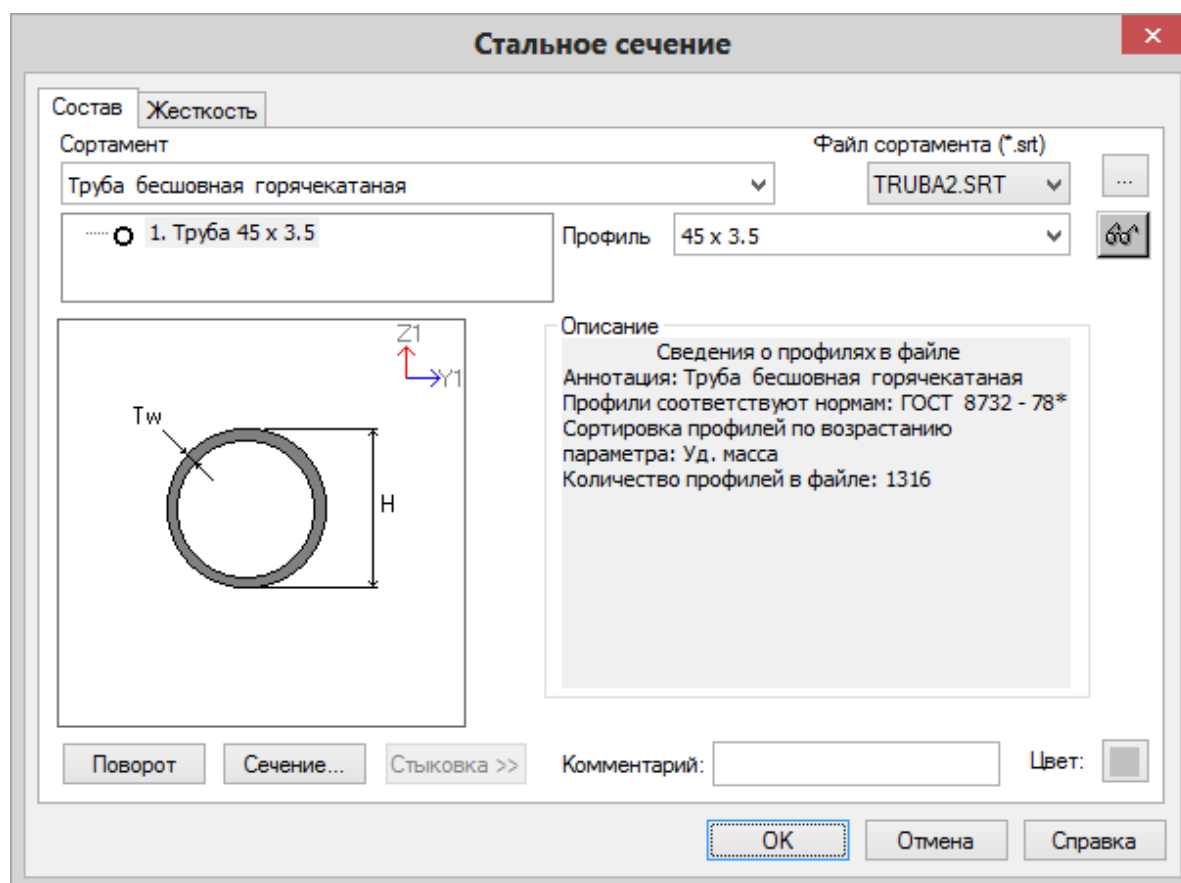 Стальное сечение
Состав
Жесткость
Сортамент
Файл сортамента (*.srt)
Труба бесшовная горячекатаная
TRUBA2.SRT
...
1. Труба 45 x 3.5
Профиль
45 x 3.5
Z1
Y1
Tw
H
Описание
Сведения о профилях в файле
Аннотация: Труба бесшовная горячекатаная
Профили соответствуют нормам: ГОСТ 8732 - 78*
Сортировка профилей по возрастанию
параметра: Уд. масса
Количество профилей в файле: 1316
Поворот
Сечение...
Стыковка >>
Комментарий:
Цвет:
OK
Отмена
Справка